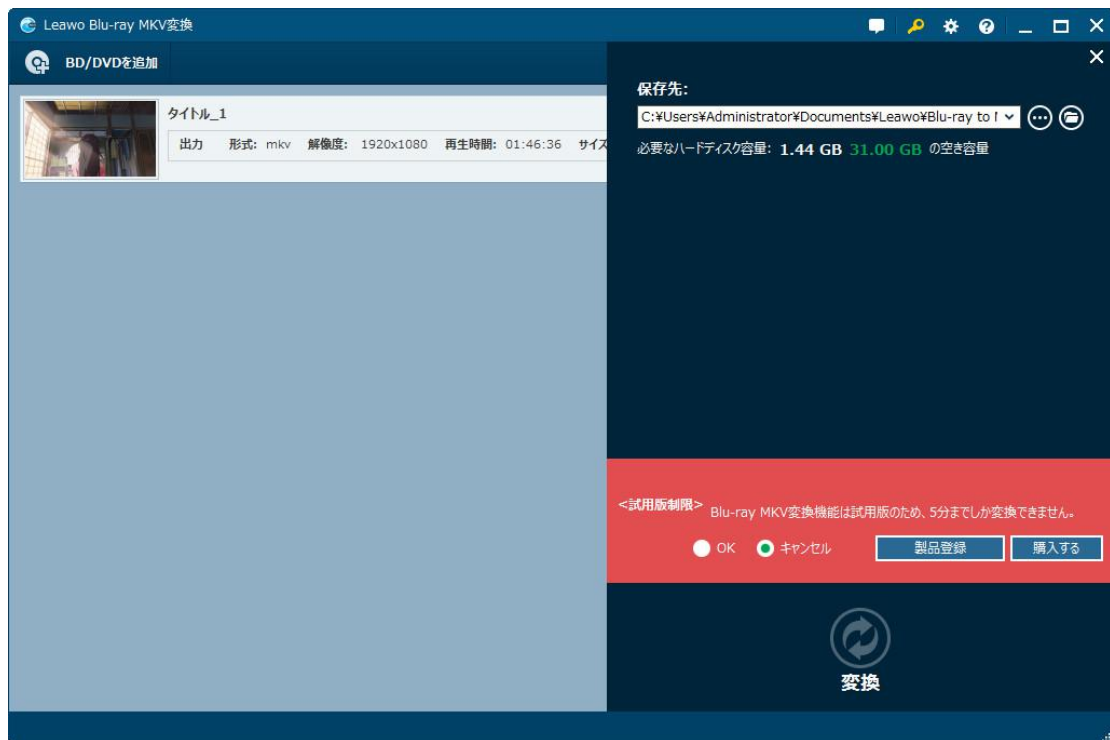 Leawo Blu-ray MKV変換
BD/DVDを追加
タイトル_1
出力 形式: mkv 解像度: 1920x1080 再生時間: 01:46:36 サイズ
保存先:
C:¥Users¥Administrator¥Documents¥Leawo¥Blu-ray to
必要なハードディスク容量: 1.44 GB 31.00 GB の空き容量
<試用版制限> Blu-ray MKV変換機能は試用版のため、5分までしか変換できません。
OK キャンセル 製品登録 購入する
変換